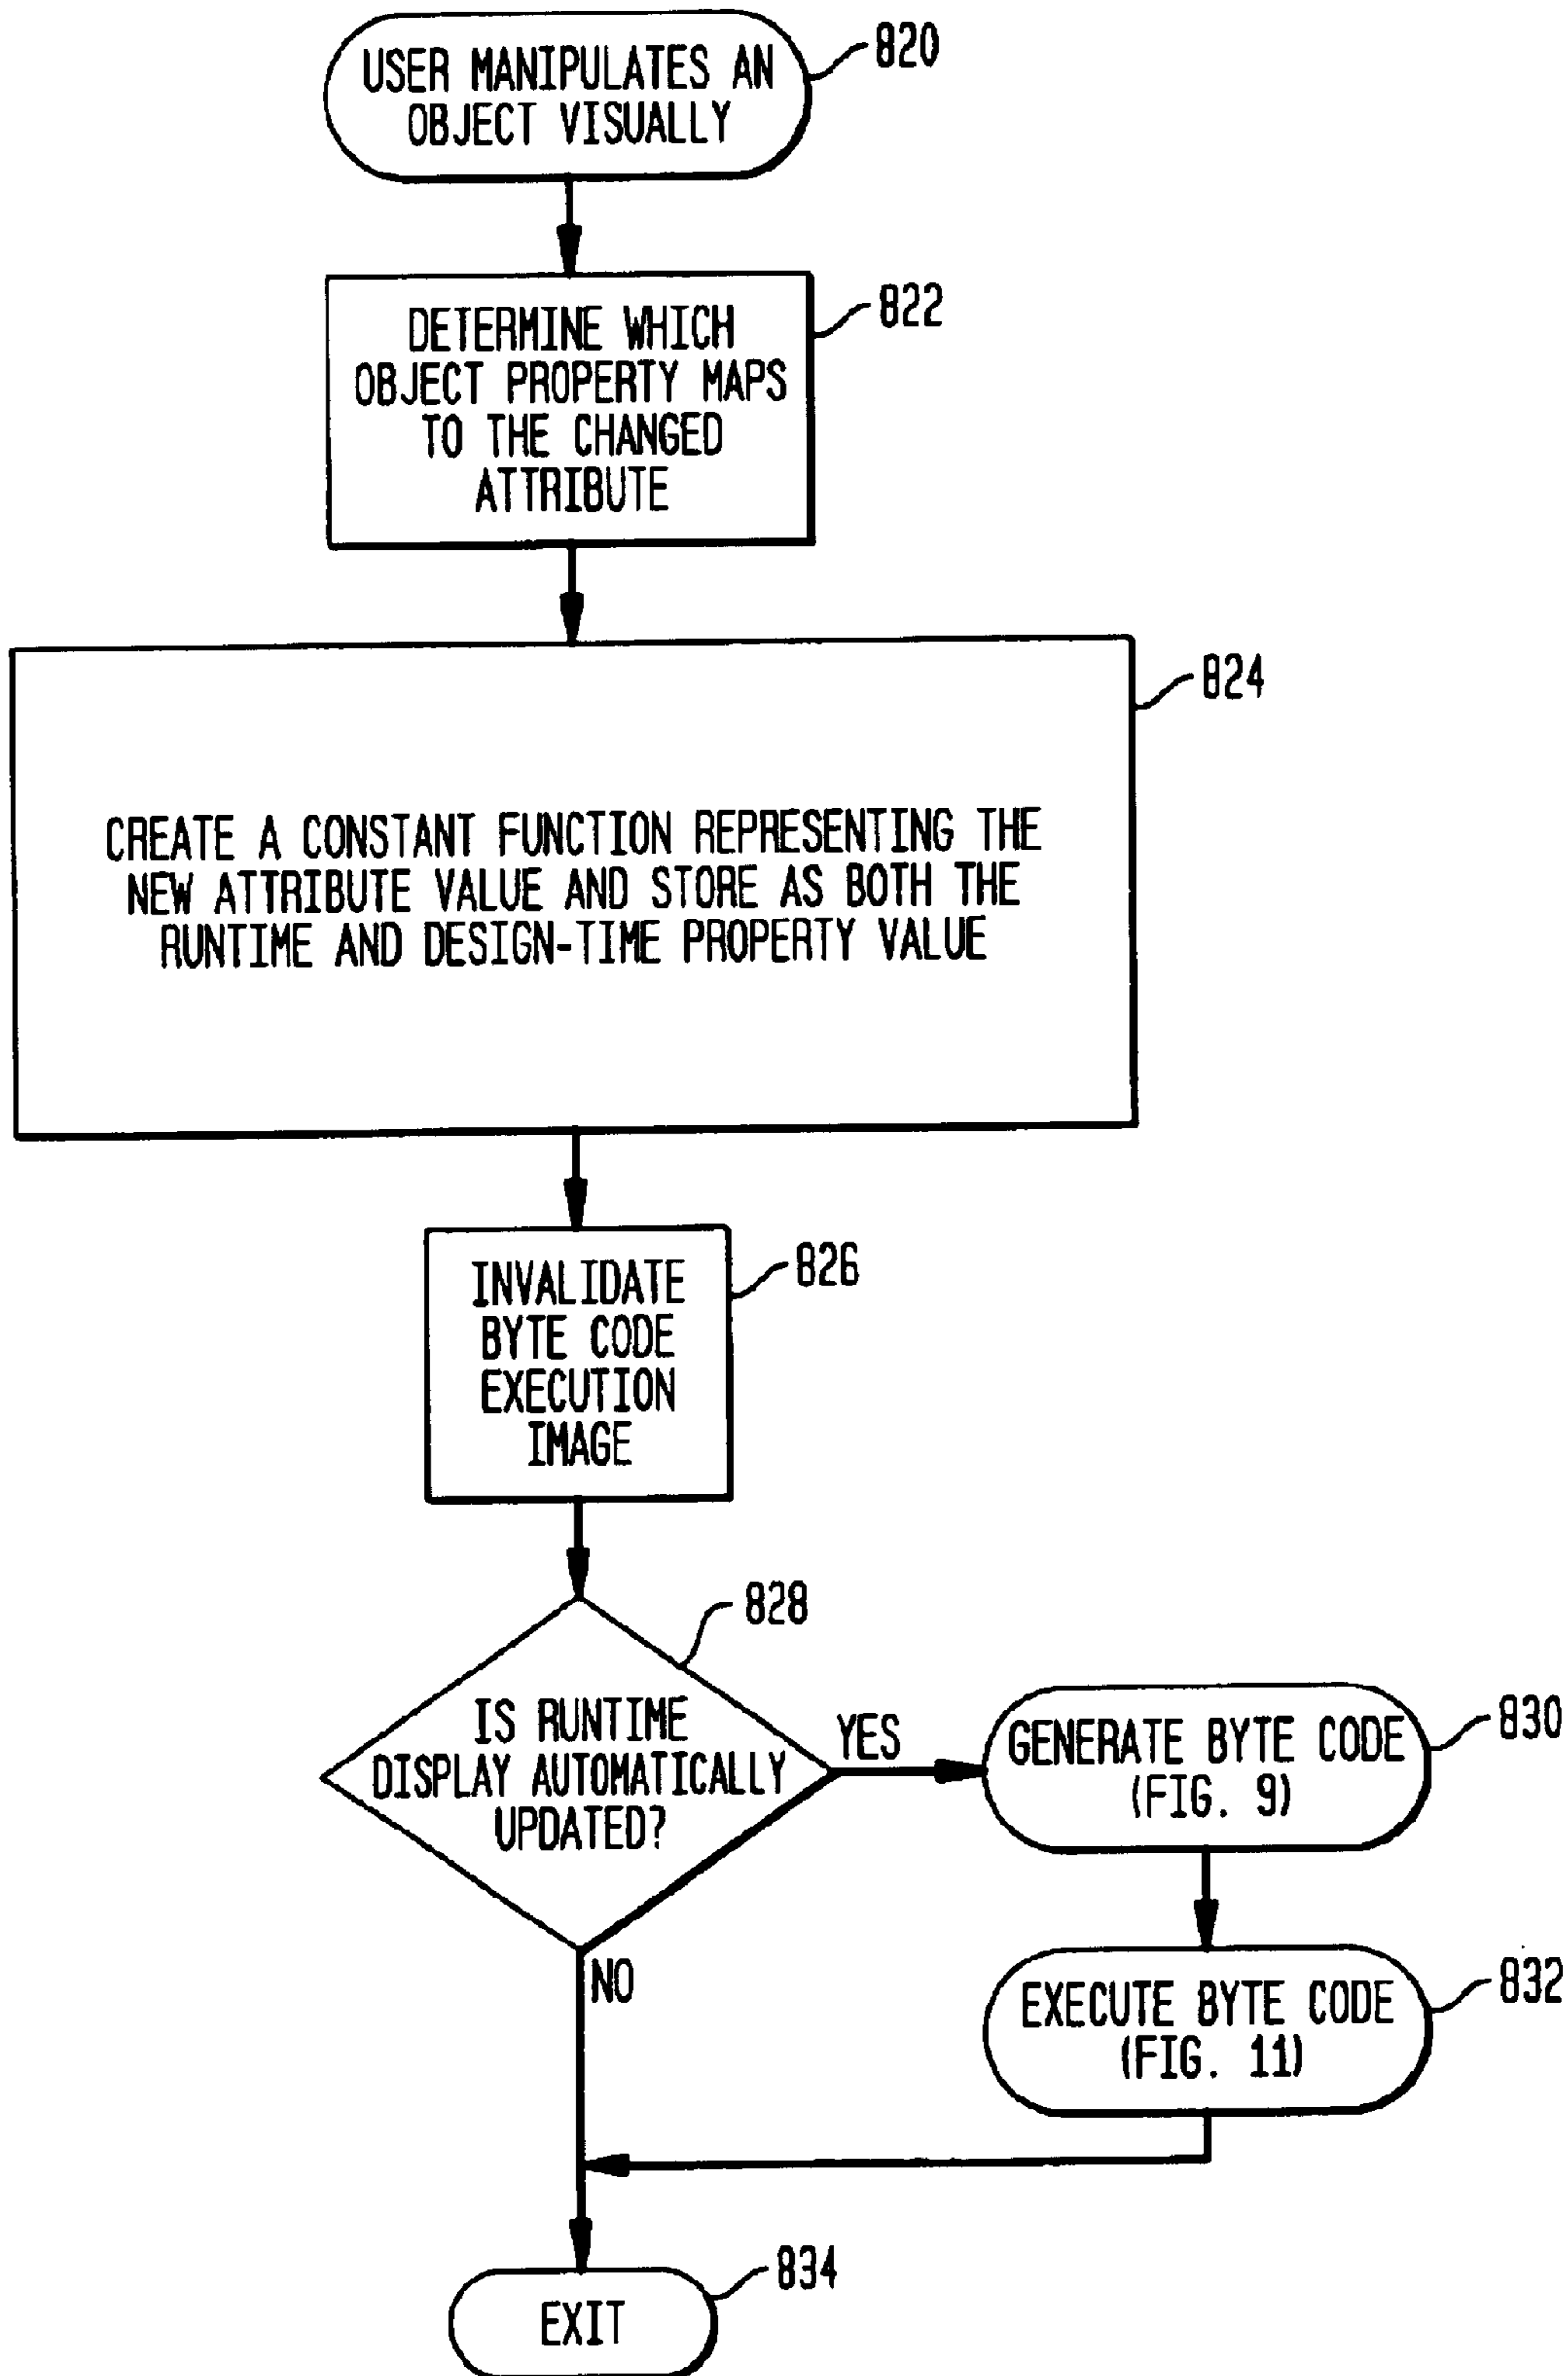 USER MANIPULATES AN
OBJECT VISUALLY
820
DETERMINE WHICH
OBJECT PROPERTY MAPS
TO THE CHANGED
ATTRIBUTE
822
824
CREATE A CONSTANT FUNCTION REPRESENTING THE
NEW ATTRIBUTE VALUE AND STORE AS BOTH THE
RUNTIME AND DESIGN-TIME PROPERTY VALUE
INVALIDATE
BYTE CODE
EXECUTION
IMAGE
826
828
IS RUNTIME
DISPLAY AUTOMATICALLY
UPDATED?
YES
GENERATE BYTE CODE
(FIG. 9)
830
NO
EXECUTE BYTE CODE
(FIG. 11)
832
EXIT
834